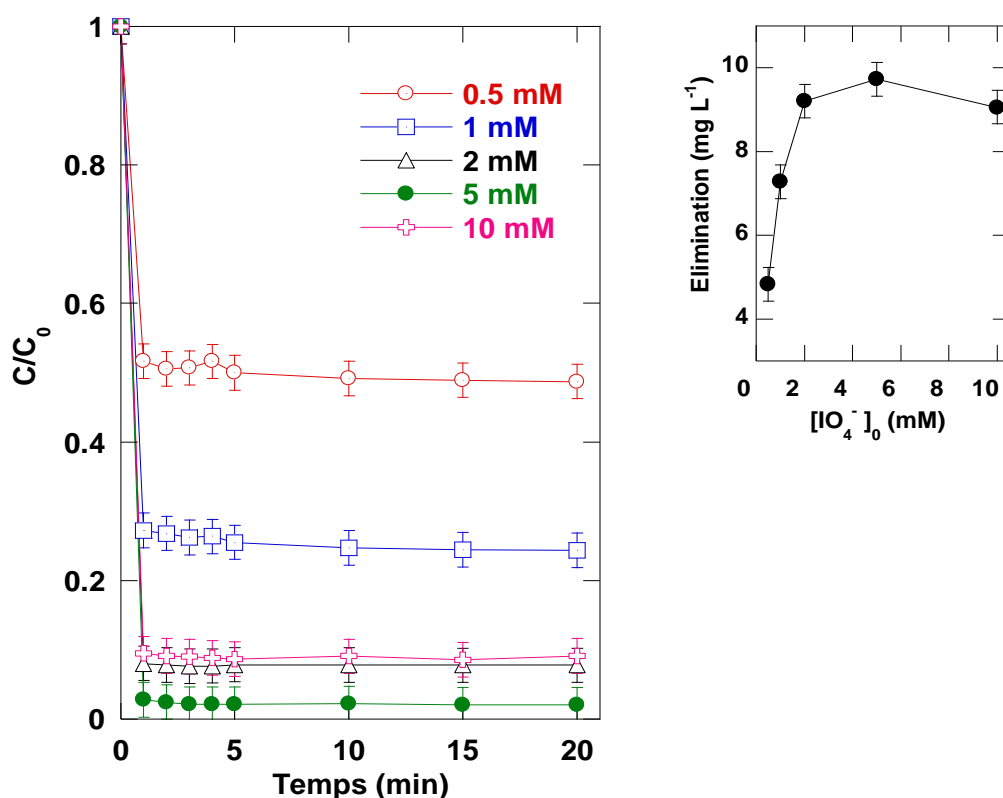 1
0.8
0.6
0.4
0.2
0
C/C0
0.5 mM
1 mM
2 mM
5 mM
10 mM
0 5 10 15 20
Temps (min)
10
8
6
4
Elimination (mg L-1)
0 2 4 6 8 10
[IO4- ]0 (mM)